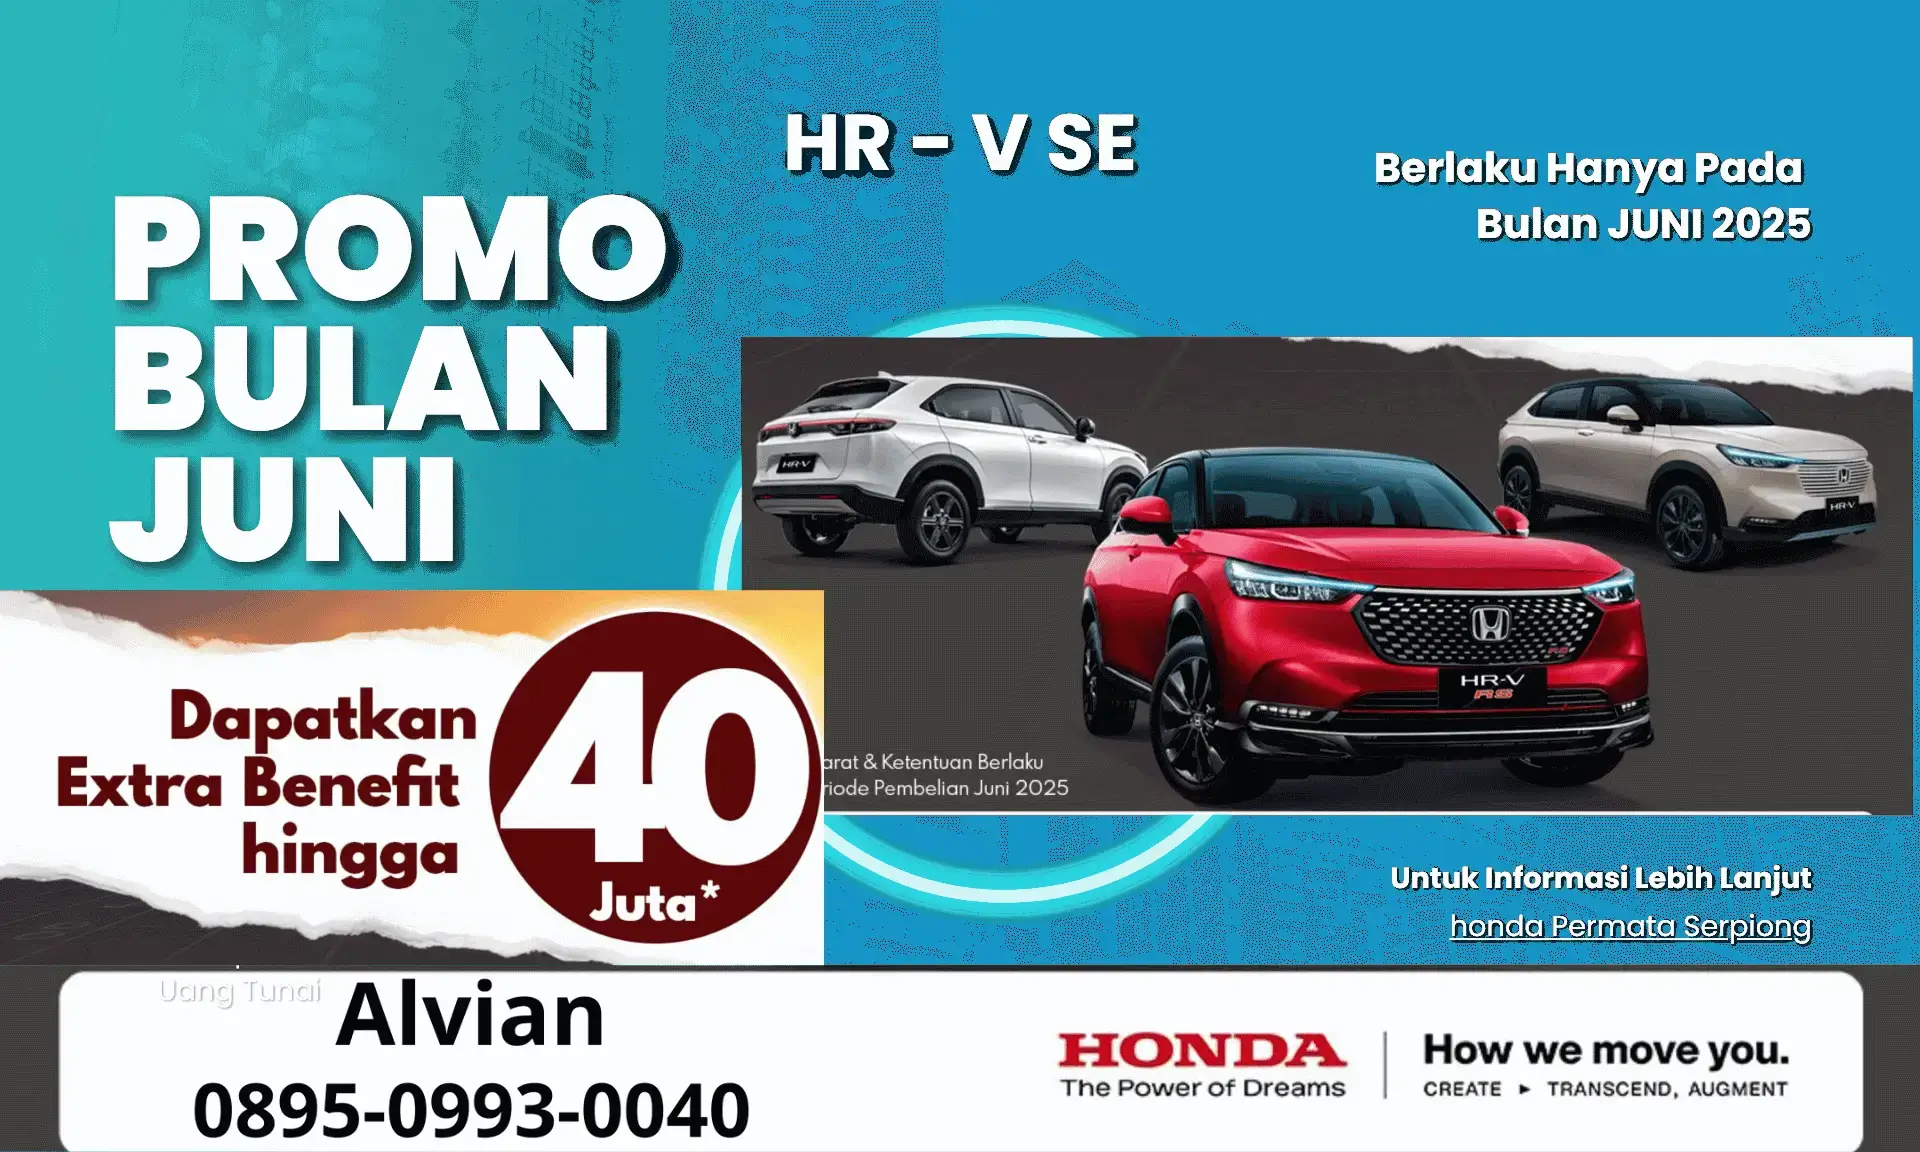 HR - V SE
Berlaku Hanya Pada
Bulan JUNI 2025
PROMO
BULAN
JUNI
HR-V
HR-V
HR-V
RS
Dapatkan
Extra Benefit
hingga
40
Juta*
arat & Ketentuan Berlaku
riode Pembelian Juni 2025
Untuk Informasi Lebih Lanjut
honda Permata Serpiong
Uang Tunai
Alvian
0895-0993-0040
HONDA
The Power of Dreams
How we move you.
CREATE ► TRANSCEND, AUGMENT